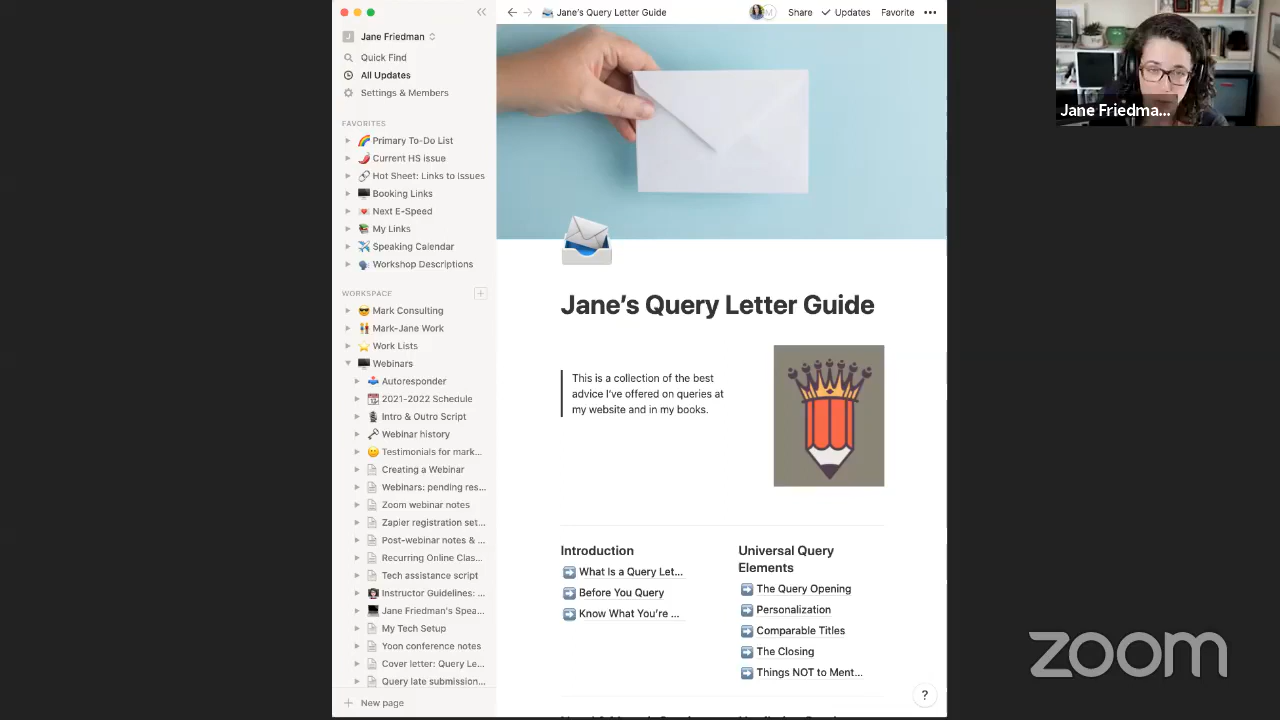 Jane's Query Letter Guide
Share
Updates
Favorite
J
Jane Friedman
Quick Find
All Updates
Settings & Members
FAVORITES
Primary To-Do List
Current HS issue
Hot Sheet: Links to Issues
Booking Links
Next E-Speed
My Links
Speaking Calendar
Workshop Descriptions
WORKSPACE
Mark Consulting
Mark-Jane Work
Work Lists
Webinars
Autoresponder
2021-2022 Schedule
Intro & Outro Script
Webinar history
Testimonials for mark...
Creating a Webinar
Webinars: pending res...
Zoom webinar notes
Zapier registration set...
Post-webinar notes & ...
Recurring Online Clas...
Tech assistance script
Instructor Guidelines: ...
Jane Friedman's Spea...
My Tech Setup
Yoon conference notes
Cover letter: Query Le...
Query late submission...
New page
Jane’s Query Letter Guide
This is a collection of the best
advice I've offered on queries at
my website and in my books.
Introduction
What Is a Query Let...
Before You Query
Know What You’re ...
Universal Query
Elements
The Query Opening
Personalization
Comparable Titles
The Closing
Things NOT to Ment...
?
Jane Friedma...
zoom